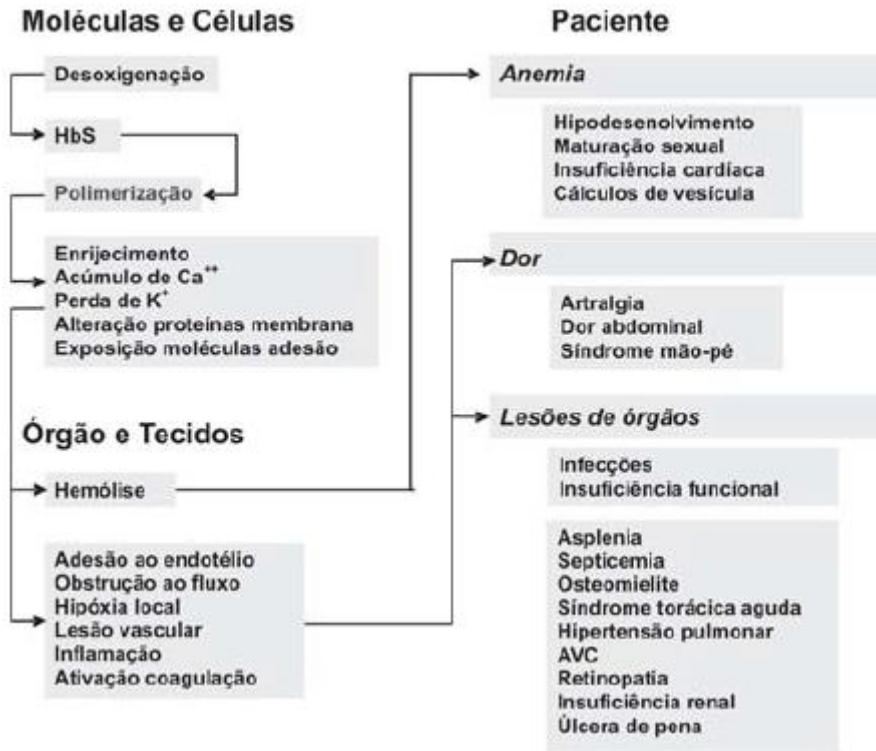 Moléculas e Células
Desoxigenação
HbS
Polimerização
Enrijecimento
Acúmulo de Ca++
Perda de K+
Alteração proteínas membrana
Exposição moléculas adesão
Órgão e Tecidos
Hemólise
Adesão ao endotélio
Obstrução ao fluxo
Hipóxia local
Lesão vascular
Inflamação
Ativação coagulação
Paciente
Anemia
Hipodesenolvimento
Maturação sexual
Insuficiência cardíaca
Cálculos de vesícula
Dor
Artralgia
Dor abdominal
Síndrome mão-pê
Lesões de órgãos
Infecções
Insuficiência funcional
Asplenia
Septicemia
Osteomielite
Síndrome torácica aguda
Hipertensão pulmonar
AVC
Retinopatia
Insuficiência renal
Úlcera de pena